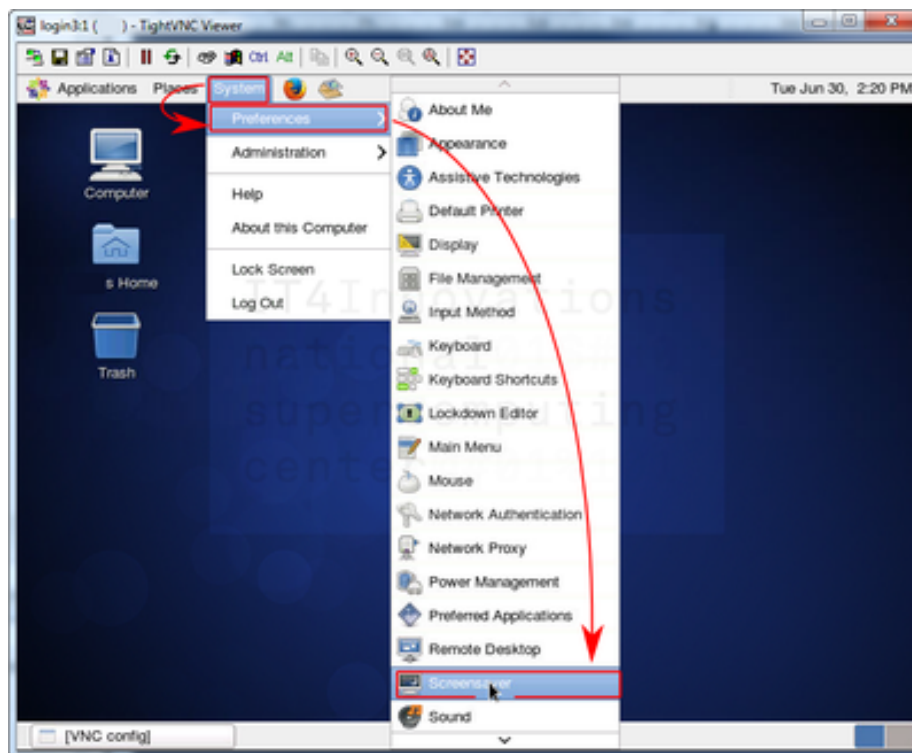 login3:1 ( ) - TightVNC Viewer
Ctrl Alt
Applications Places System Tue Jun 30, 2:20 PM
Preferences
Administration
Help
About this Computer
Lock Screen
Log Out
About Me
Appearance
Assistive Technologies
Default Printer
Display
File Management
Input Method
Keyboard
Keyboard Shortcuts
Lockdown Editor
Main Menu
Mouse
Network Authentication
Network Proxy
Power Management
Preferred Applications
Remote Desktop
Screensaver
Sound
Computer
s Home
Trash
IT4Innovations
national
supercomputing
center
[VNC config]